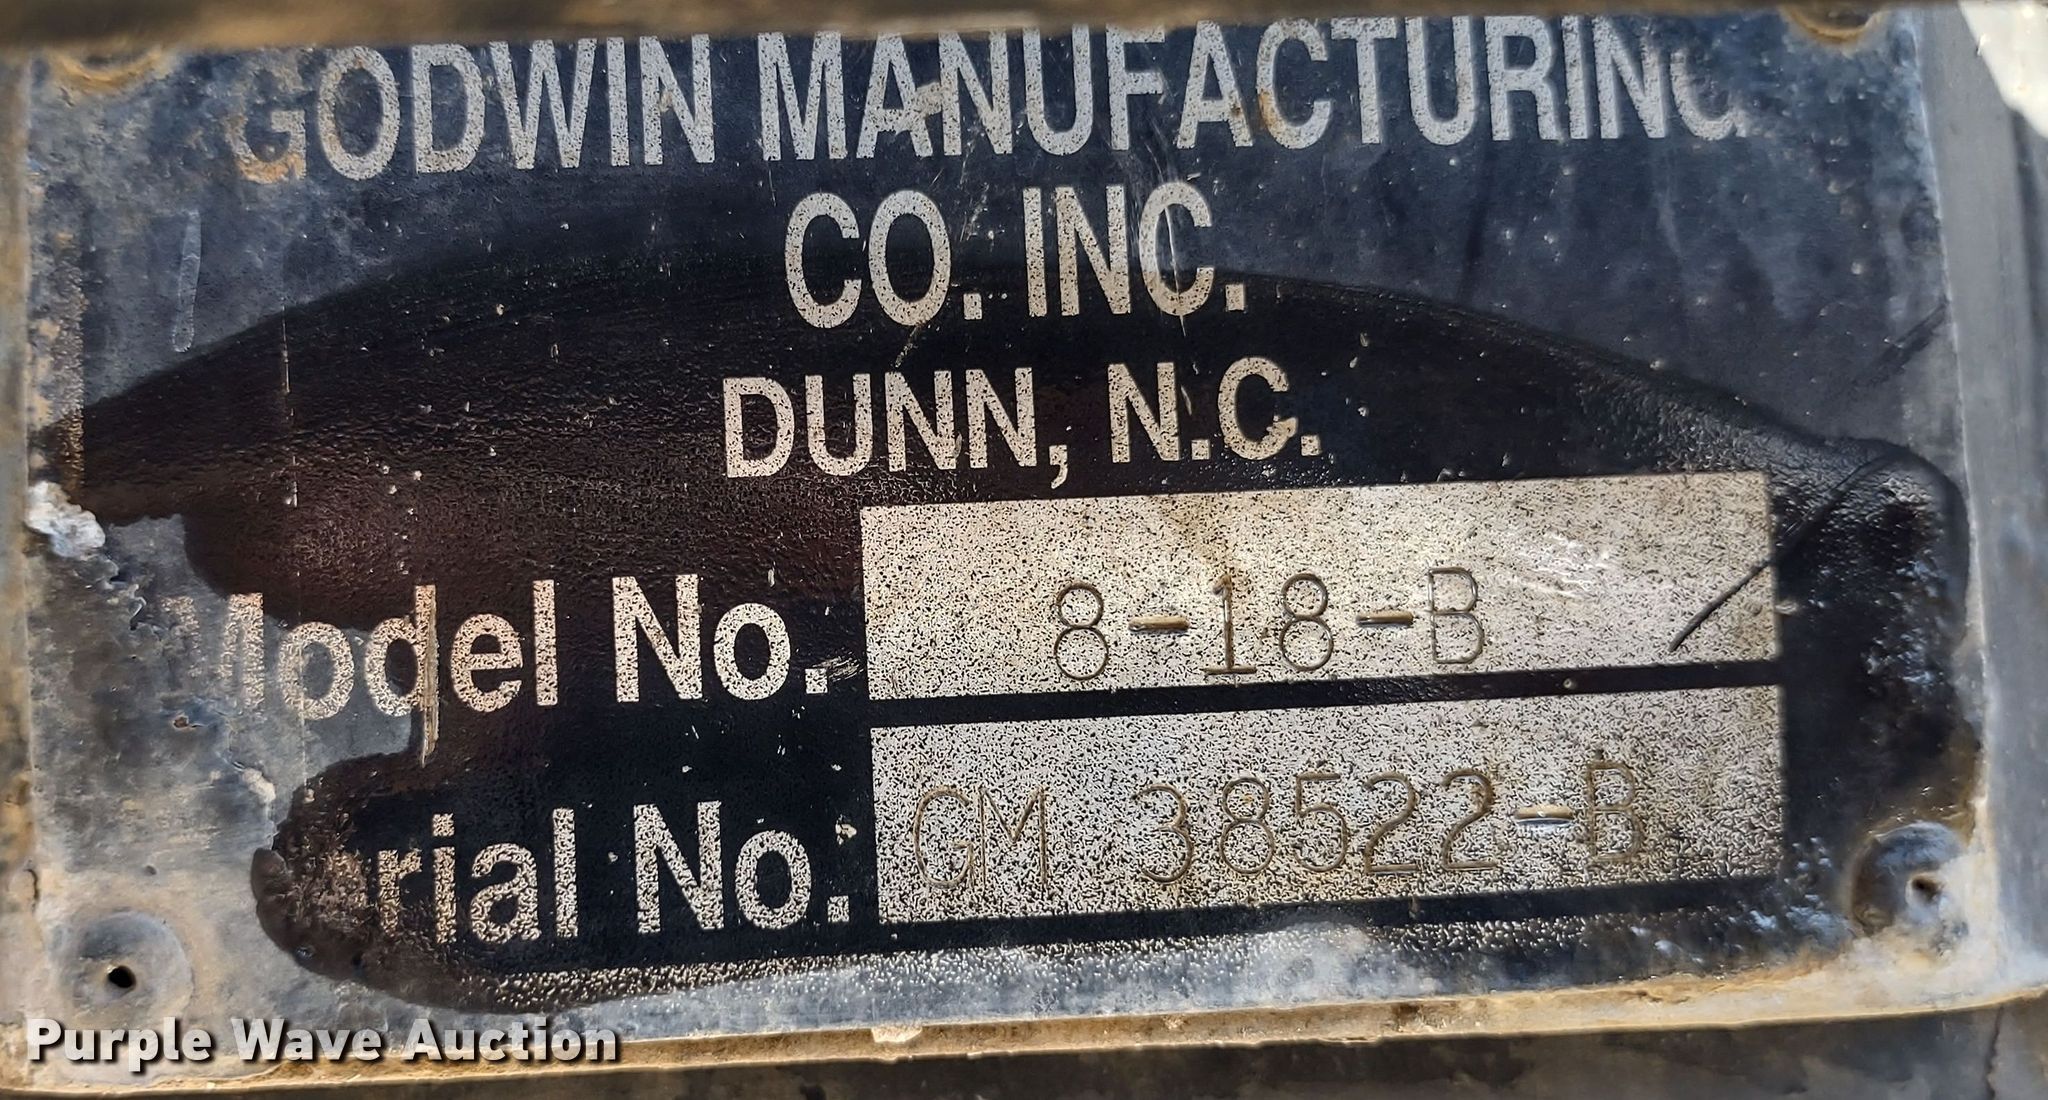 GODWIN MANUFACTURING
CO. INC.
DUNN, N.C.
Model No. 8-18-B
rial No. GM 38522-B
Purple Wave Auction